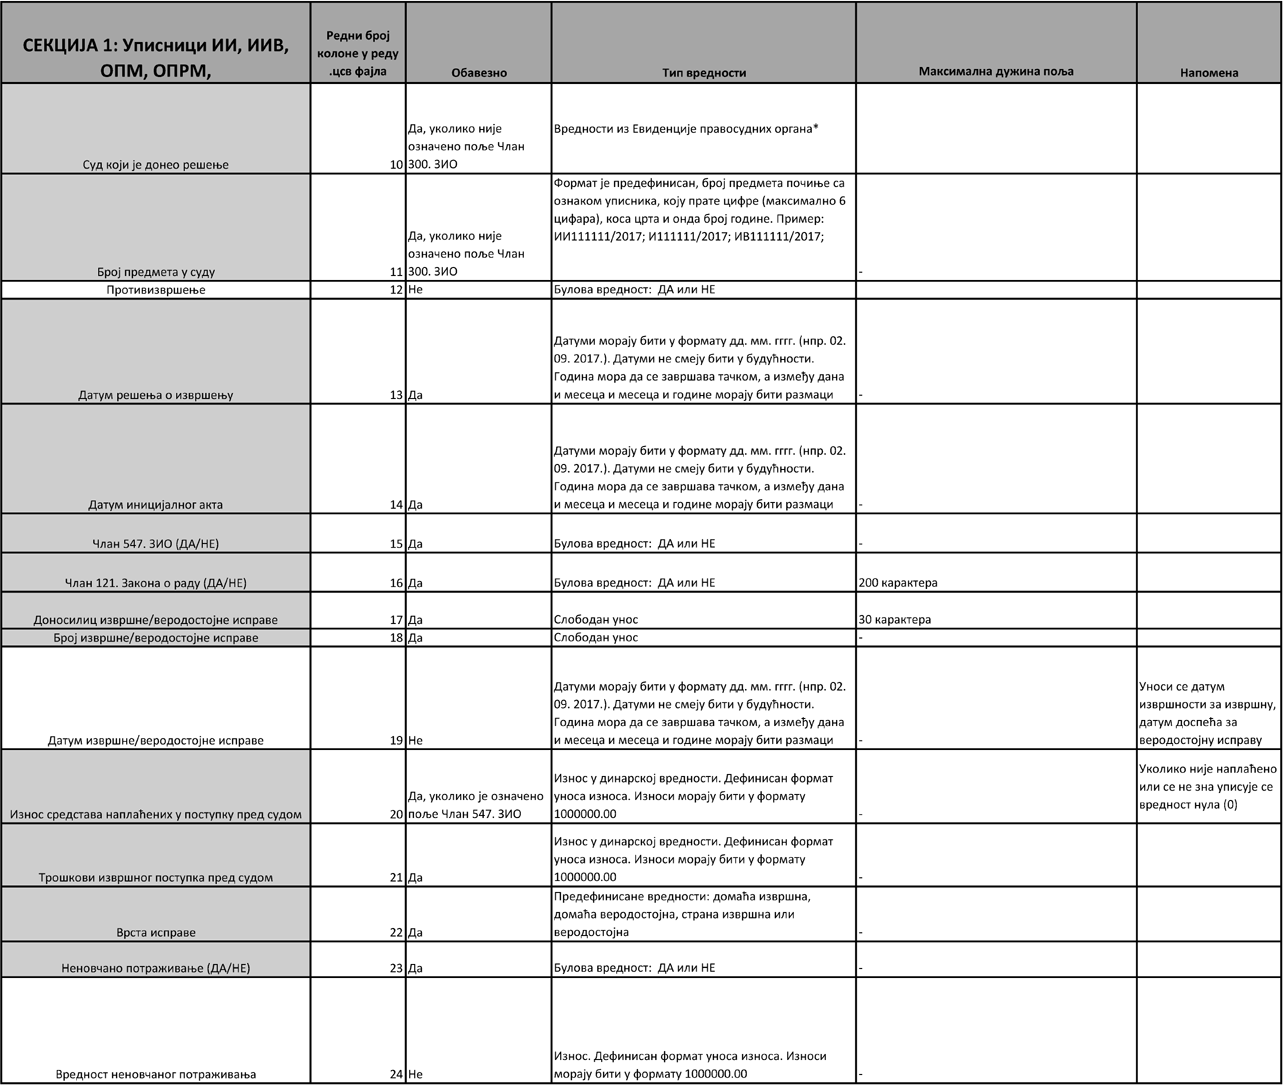 СЕКЦИЈА 1: Уписници ИИ, ИИВ,
ОПМ, ОПРМ,
Редни број
колоне у реду
.цсв фајла
Обавезно
Тип вредности
Максимална дужина поља
Напомена
Суд који је донео решење
10
Да, уколико није
означено поље Члан
300. ЗИО
Вредности из Евиденције правосудних органа*
Број предмета у суду
11
Да, уколико није
означено поље Члан
300. ЗИО
Формат је предефинисан, број предмета почиње са
ознаком уписника, коју прате цифре (максимално 6
цифара), коса црта и онда број године. Пример:
ИИ111111/2017; И111111/2017; ИВ111111/2017;
-
Противизвршење
12
Не
Булова вредност:  ДА или НЕ
Датум решења о извршењу
13
Да
Датуми морају бити у формату дд. мм. гггг. (нпр. 02.
09. 2017.). Датуми не смеју бити у будућности.
Година мора да се завршава тачком, а између дана
и месеца и месеца и године морају бити размаци
-
Датум иницијалног акта
14
Да
Датуми морају бити у формату дд. мм. гггг. (нпр. 02.
09. 2017.). Датуми не смеју бити у будућности.
Година мора да се завршава тачком, а између дана
и месеца и месеца и године морају бити размаци
-
Члан 547. ЗИО (ДА/НЕ)
15
Да
Булова вредност:  ДА или НЕ
-
Члан 121. Закона о раду (ДА/НЕ)
16
Да
Булова вредност:  ДА или НЕ
200 карактера
Доносилиц извршне/веродостојне исправе
17
Да
Слободан унос
30 карактера
Број извршне/веродостојне исправе
18
Да
Слободан унос
-
Датум извршне/веродостојне исправе
19
Не
Датуми морају бити у формату дд. мм. гггг. (нпр. 02.
09. 2017.). Датуми не смеју бити у будућности.
Година мора да се завршава тачком, а између дана
и месеца и месеца и године морају бити размаци
-
Уноси се датум
извршности за извршну,
датум доспећа за
веродостојну исправу
Износ средстава наплаћених у поступку пред судом
20
Да, уколико је означено
поље Члан 547. ЗИО
Износ у динарској вредности. Дефинисан формат
уноса износа. Износи морају бити у формату
1000000.00
-
Уколико није наплаћено
или се не зна уписује се
вредност нула (0)
Трошкови извршног поступка пред судом
21
Да
Износ у динарској вредности. Дефинисан формат
уноса износа. Износи морају бити у формату
1000000.00
-
Врста исправе
22
Да
Предефинисане вредности: домаћа извршна,
домаћа веродостојна, страна извршна или
веродостојна
-
Неновчано потраживање (ДА/НЕ)
23
Да
Булова вредност:  ДА или НЕ
-
Вредност неновчаног потраживања
24
Не
Износ. Дефинисан формат уноса износа. Износи
морају бити у формату 1000000.00
-